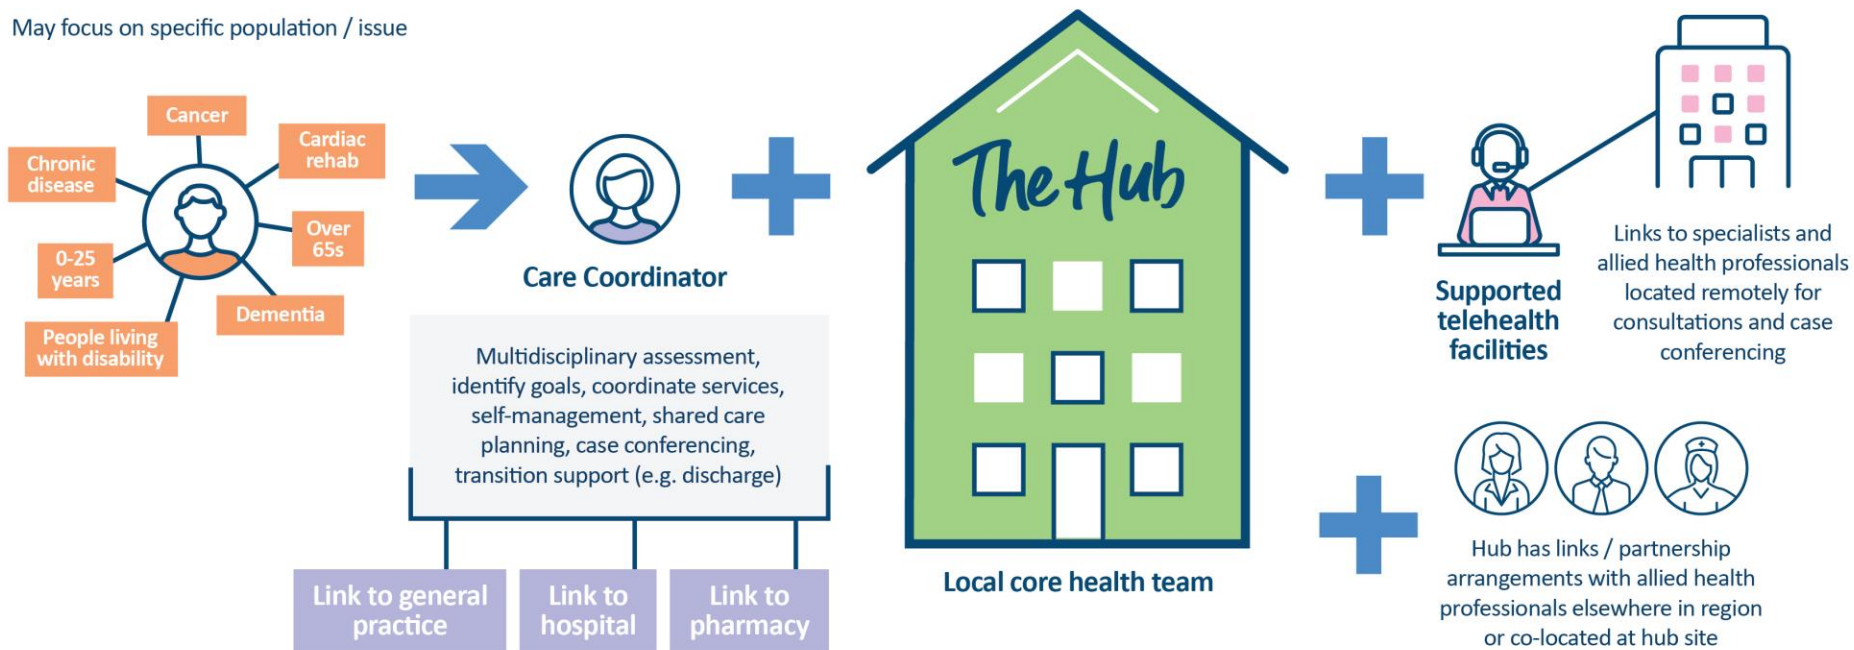 May focus on specific population / issue
Cancer
Cardiac
rehab
Chronic
disease
Over
65s
0-25
years
Dementia
People living
with disability
Care Coordinator
Multidisciplinary assessment,
identify goals, coordinate services,
self-management, shared care
planning, case conferencing,
transition support (e.g. discharge)
Link to general
practice
Link to
hospital
Link to
pharmacy
The Hub
Local core health team
Supported
telehealth
facilities
Links to specialists and
allied health professionals
located remotely for
consultations and case
conferencing
Hub has links / partnership
arrangements with allied health
professionals elsewhere in region
or co-located at hub site